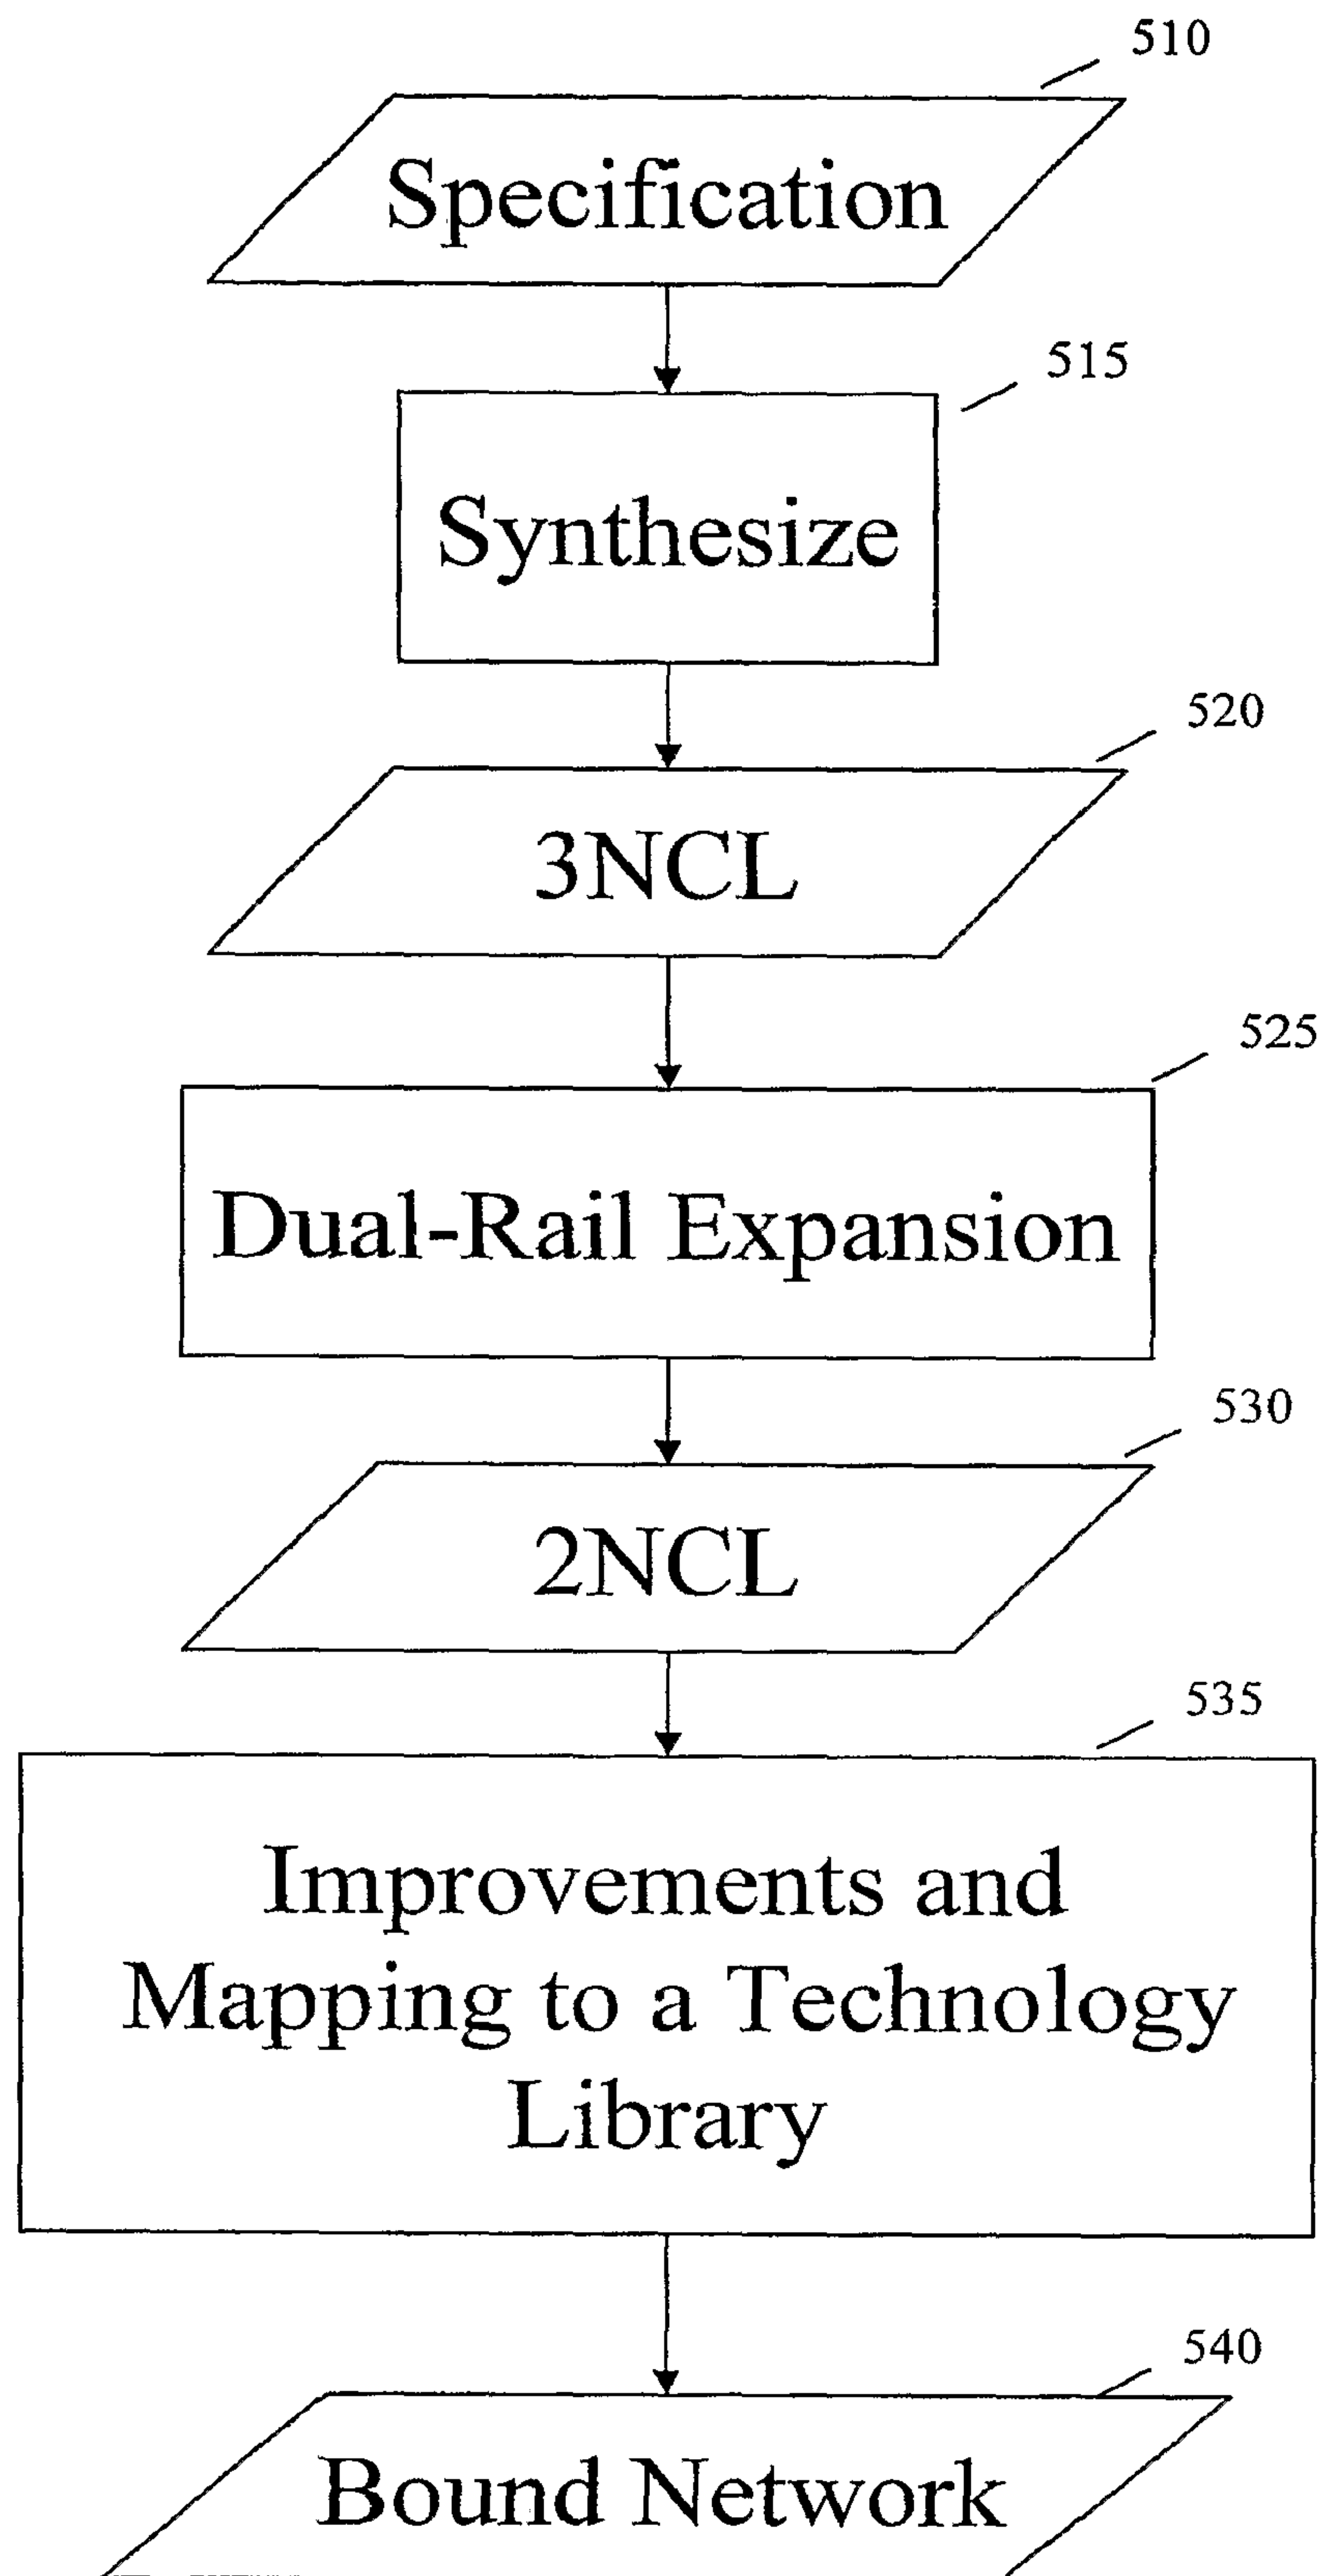 510
Specification
515
Synthesize
520
3NCL
525
Dual-Rail Expansion
530
2NCL
535
Improvements and
Mapping to a Technology
Library
540
Bound Network